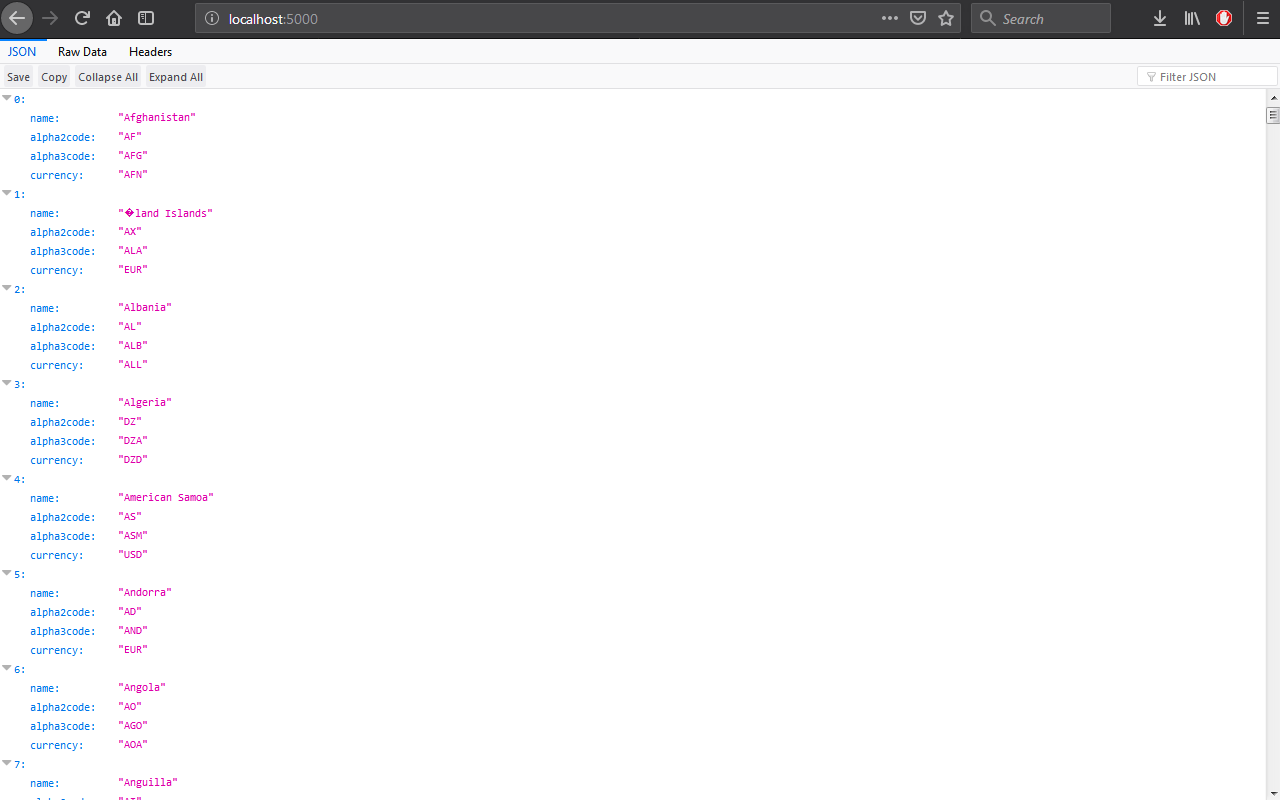 localhost:5000
Search
JSON Raw Data Headers
Save Copy Collapse All Expand All Filter JSON
0:
name: "Afghanistan"
alpha2code: "AF"
alpha3code: "AFG"
currency: "AFN"
1:
name: "�land Islands"
alpha2code: "AX"
alpha3code: "ALA"
currency: "EUR"
2:
name: "Albania"
alpha2code: "AL"
alpha3code: "ALB"
currency: "ALL"
3:
name: "Algeria"
alpha2code: "DZ"
alpha3code: "DZA"
currency: "DZD"
4:
name: "American Samoa"
alpha2code: "AS"
alpha3code: "ASM"
currency: "USD"
5:
name: "Andorra"
alpha2code: "AD"
alpha3code: "AND"
currency: "EUR"
6:
name: "Angola"
alpha2code: "AO"
alpha3code: "AGO"
currency: "AOA"
7:
name: "Anguilla"